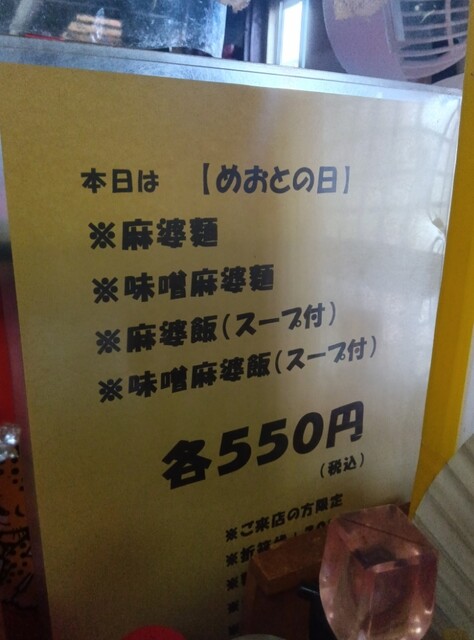 本日は 【めおとの日】
※麻婆麺
※味噌麻婆麺
※麻婆飯(スープ付)
※味噌麻婆飯(スープ付)
各550円
(税込)
※ご来店の方限定